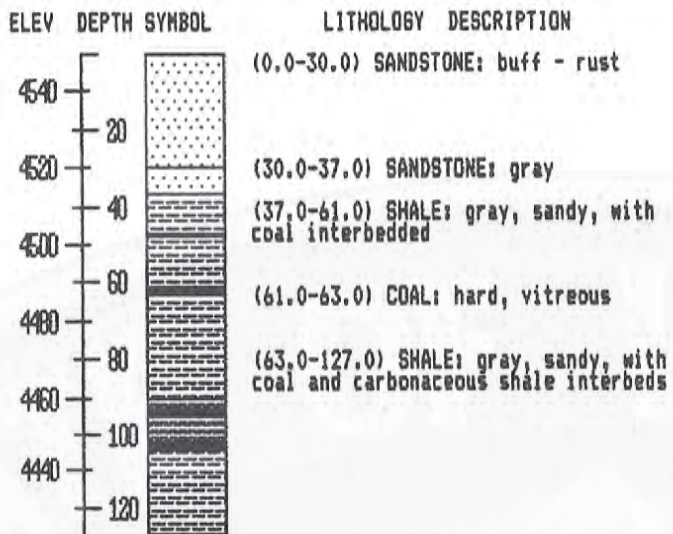 ELEV DEPTH SYMBOL LITHOLOGY DESCRIPTION
(0.0-30.0) SANDSTONE: buff - rust
4540
20
4520
(30.0-37.0) SANDSTONE: gray
40
(37.0-61.0) SHALE: gray, sandy, with
coal interbedded
4500
60
(61.0-63.0) COAL: hard, vitreous
4480
80
(63.0-127.0) SHALE: gray, sandy, with
coal and carbonaceous shale interbeds
4460
100
4440
120